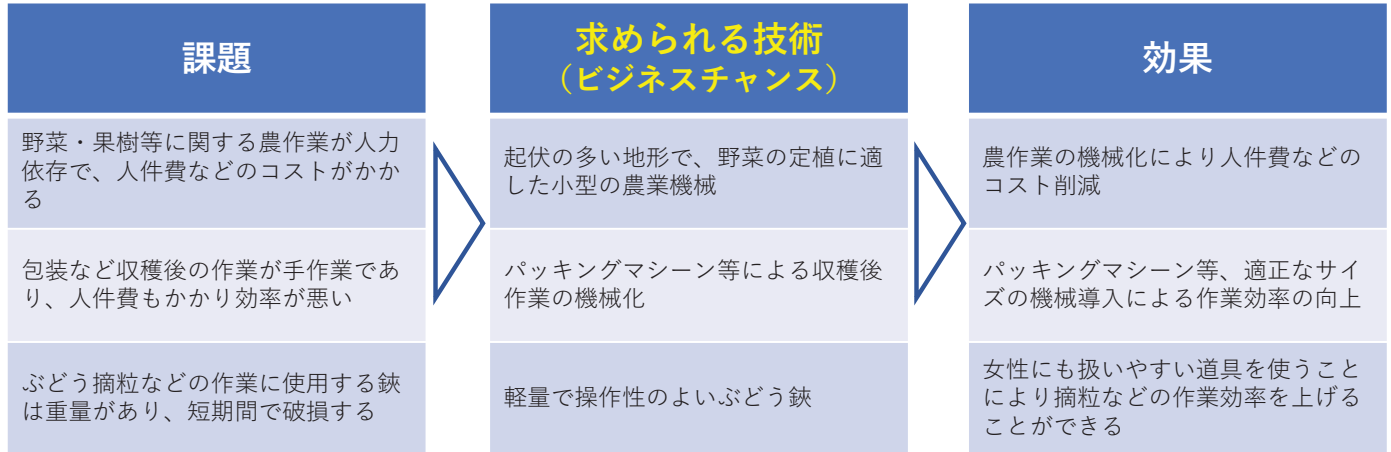 課題
野菜・果樹等に関する農作業が人力
依存で、人件費などのコストがかか
る
包装など収穫後の作業が手作業であ
り、人件費もかかり効率が悪い
ぶどう摘粒などの作業に使用する鋏
は重量があり、短期間で破損する
求められる技術
（ビジネスチャンス）
起伏の多い地形で、野菜の定植に適
した小型の農業機械
パッキングマシーン等による収穫後
作業の機械化
軽量で操作性のよいぶどう鋏
効果
農作業の機械化により人件費などの
コスト削減
パッキングマシーン等、適正なサイ
ズの機械導入による作業効率の向上
女性にも扱いやすい道具を使うこと
により摘粒などの作業効率を上げる
ことができる